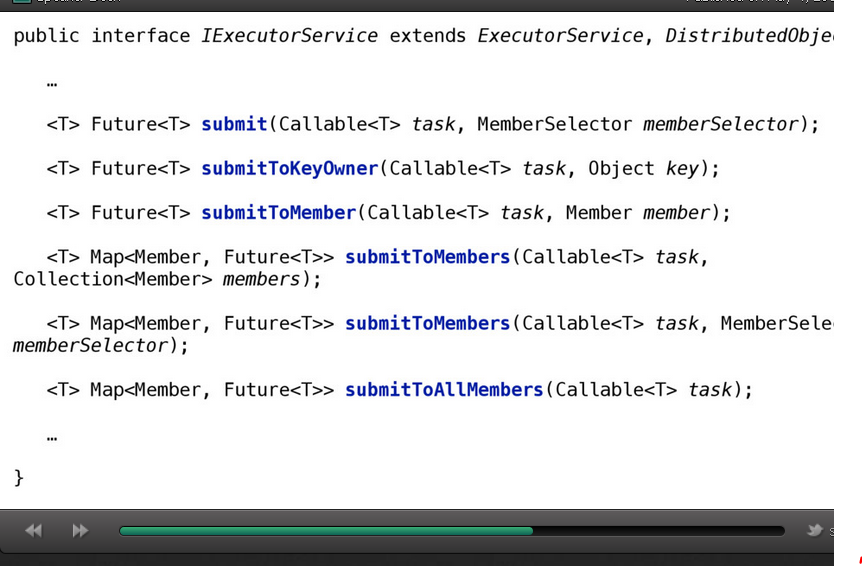 public interface IExecutorService extends ExecutorService, DistributedObje
…
<T> Future<T> submit(Callable<T> task, MemberSelector memberSelector);
<T> Future<T> submitToKeyOwner(Callable<T> task, Object key);
<T> Future<T> submitToMember(Callable<T> task, Member member);
<T> Map<Member, Future<T>> submitToMembers(Callable<T> task,
Collection<Member> members);
<T> Map<Member, Future<T>> submitToMembers(Callable<T> task, MemberSele
memberSelector);
<T> Map<Member, Future<T>> submitToAllMembers(Callable<T> task);
…
}